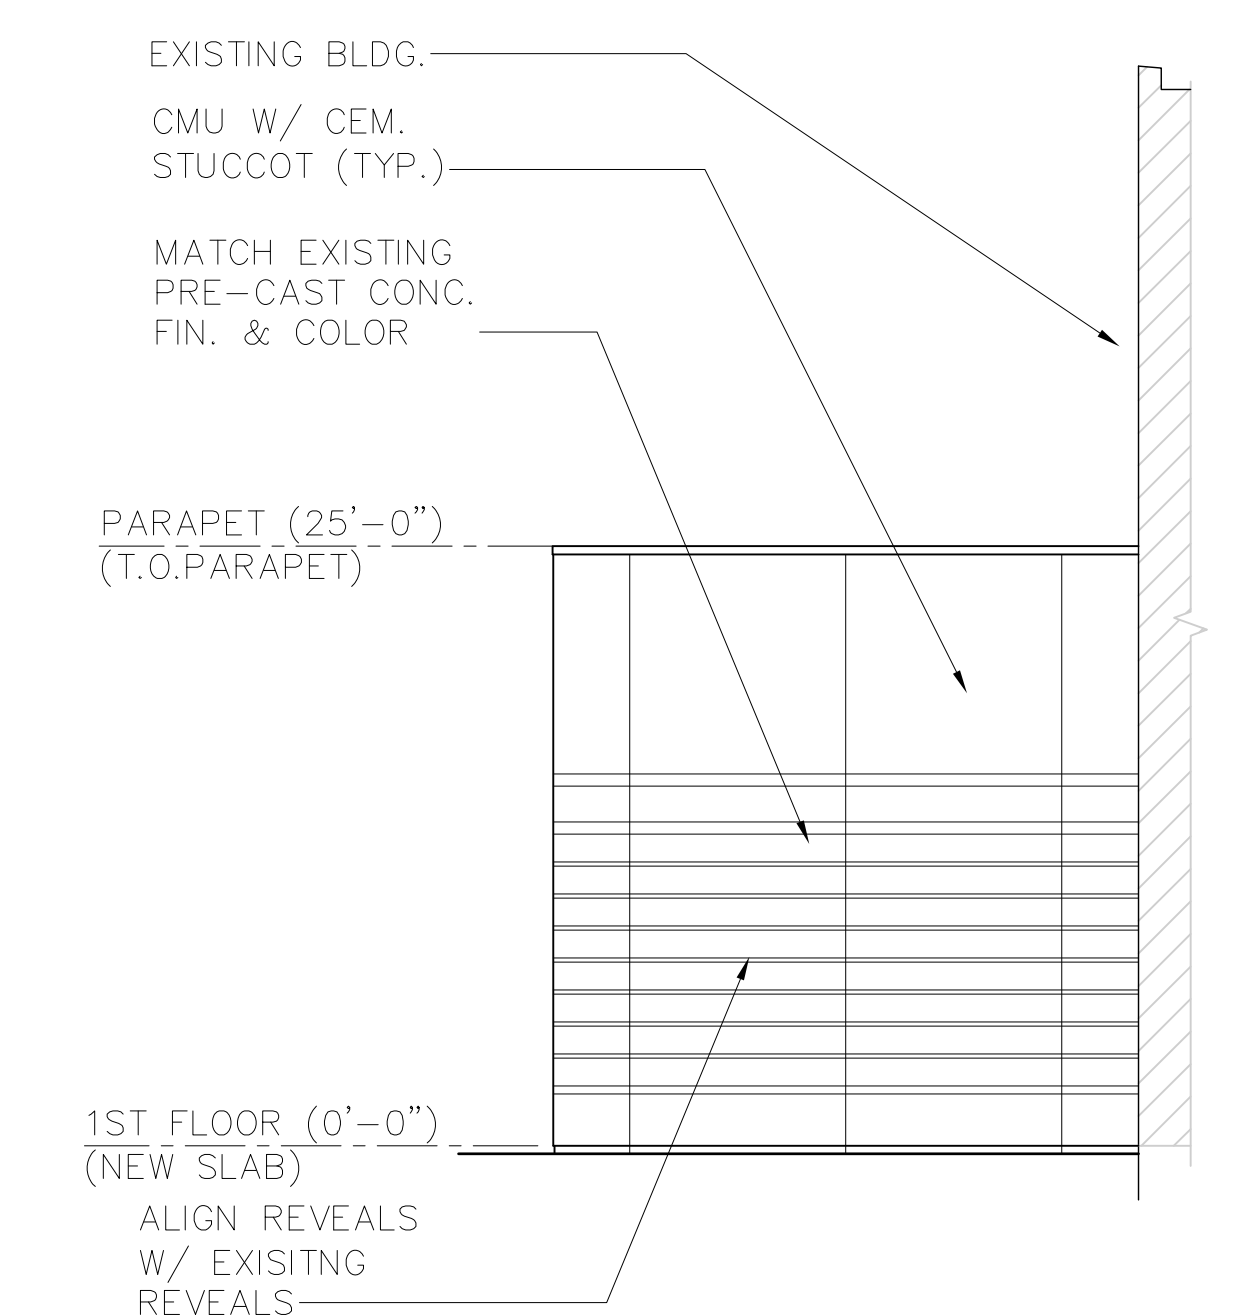 EXISTING BLDG.
CMU W/ CEM.
STUCCOT (TYP.)
MATCH EXISTING
PRE-CAST CONC.
FIN. & COLOR
PARAPET (25'-0")
(T.O.PARAPET)
1ST FLOOR (0'-0")
(NEW SLAB)
ALIGN REVEALS
W/ EXISITNG
REVEALS